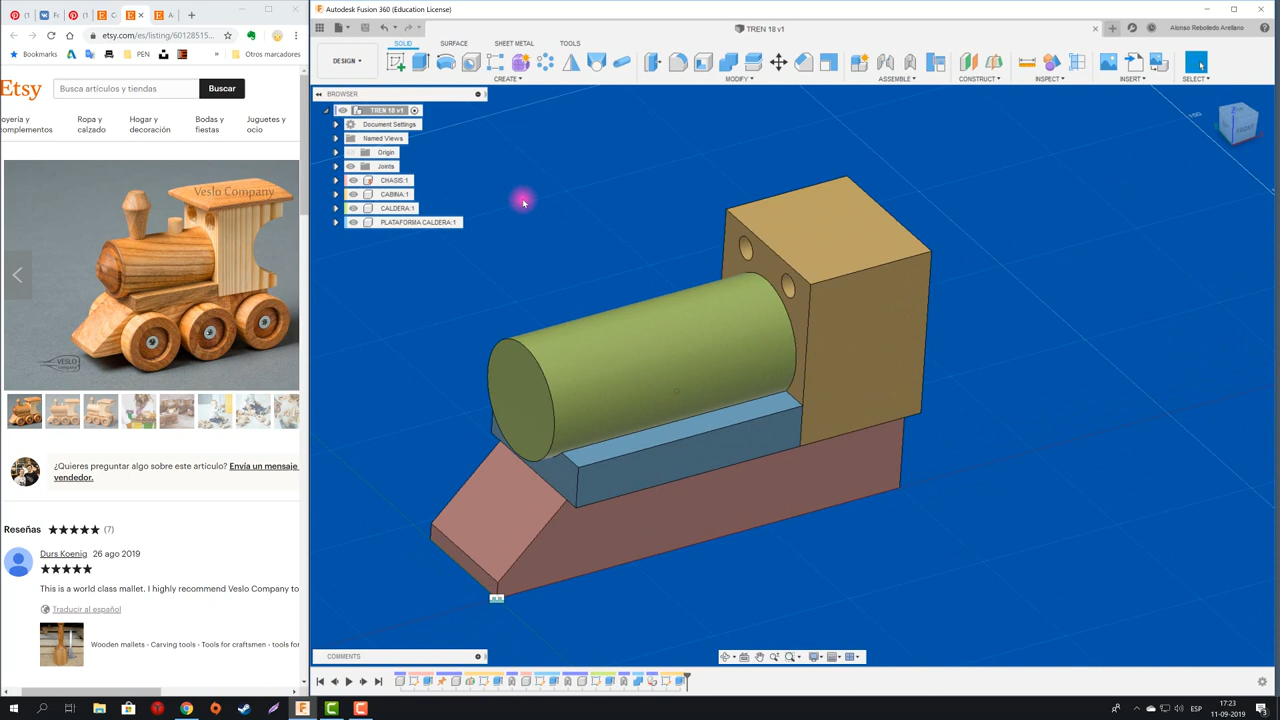 Autodesk Fusion 360 (Education License)
etsy.com/es/listing/60128515...
Bookmarks
PEN
Otros marcadores
TREN 18 v1
Alonso Rebolledo Arellano
SOLID
SURFACE
SHEET METAL
TOOLS
DESIGN
CREATE
MODIFY
ASSEMBLE
CONSTRUCT
INSPECT
INSERT
SELECT
Etsy
Busca artículos y tiendas
Buscar
oyería y
omplementos
Ropa y
calzado
Hogar y
decoración
Bodas y
fiestas
Juguetes y
ocio
BROWSER
TREN 18 v1
Document Settings
Named Views
Origin
Joints
CHASIS:1
CABINA:1
CALDERA:1
PLATAFORMA CALDERA:1
Veslo Company
VESLO
¿Quieres preguntar algo sobre este artículo? Envía un mensaje
vendedor.
Reseñas
(7)
Durs Koenig 26 ago 2019
This is a world class mallet. I highly recommend Veslo Company to
Traducir al español
Wooden mallets - Carving tools - Tools for craftsmen - tools for
COMMENTS
ESP
17:23
11-09-2019